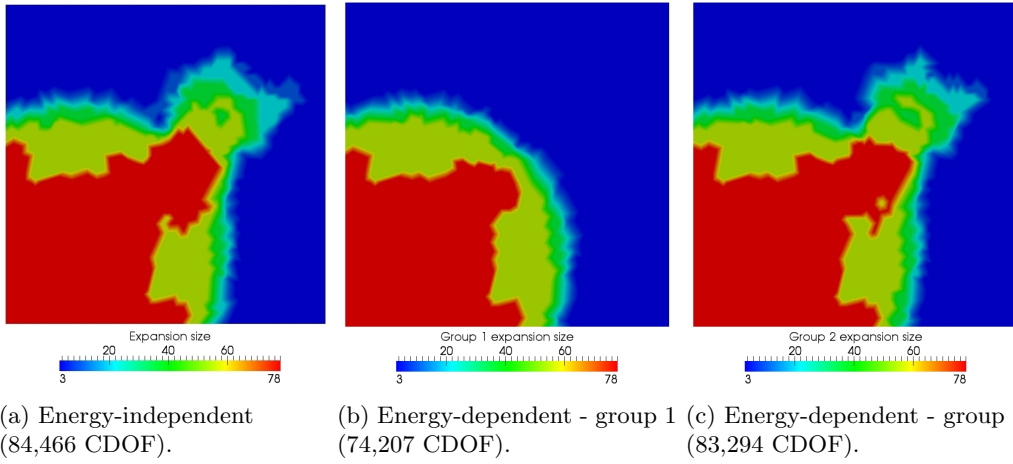 Expansion size
20 40 60
3 78
Group 1 expansion size
20 40 60
3 78
Group 2 expansion size
20 40 60
3 78
(a) Energy-independent
(84,466 CDOF).
(b) Energy-dependent - group 1
(74,207 CDOF).
(c) Energy-dependent - group
(83,294 CDOF).